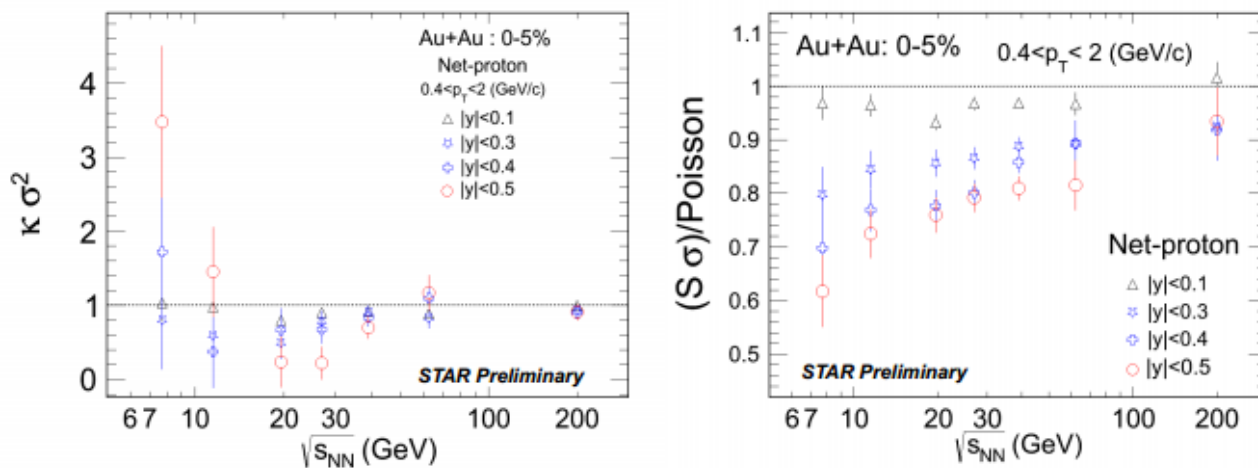 κ σ²
4
3
2
1
0
Au+Au : 0-5%
Net-proton
0.4<p_T<2 (GeV/c)
|y|<0.1
|y|<0.3
|y|<0.4
|y|<0.5
STAR Preliminary
6 7 10 20 30 100 200
√s_NN (GeV)
(S σ)/Poisson
1.1
1
0.9
0.8
0.7
0.6
0.5
Au+Au: 0-5%
0.4<p_T< 2 (GeV/c)
Net-proton
|y|<0.1
|y|<0.3
|y|<0.4
|y|<0.5
STAR Preliminary
6 7 10 20 30 100 200
√s_NN (GeV)